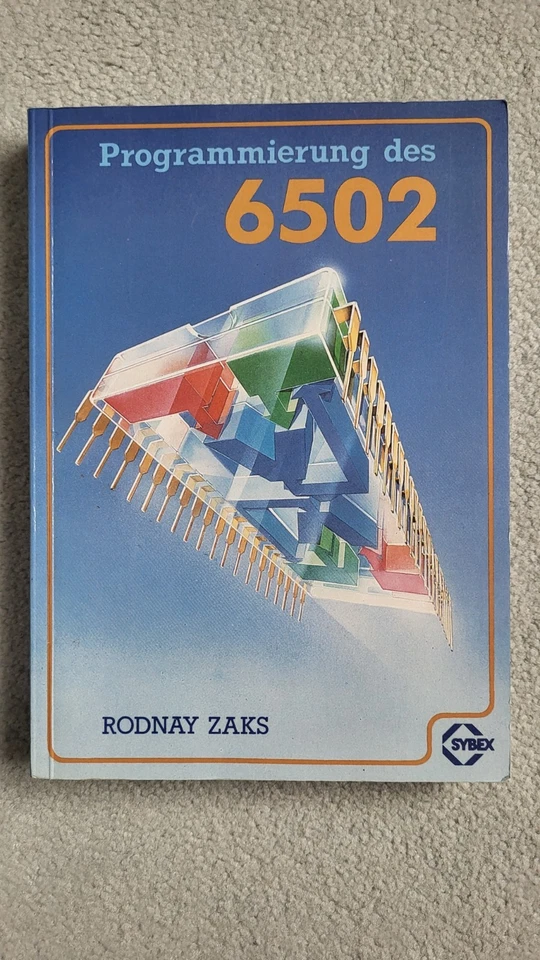 Programmierung des
6502
RODNAY ZAKS
SYBEX